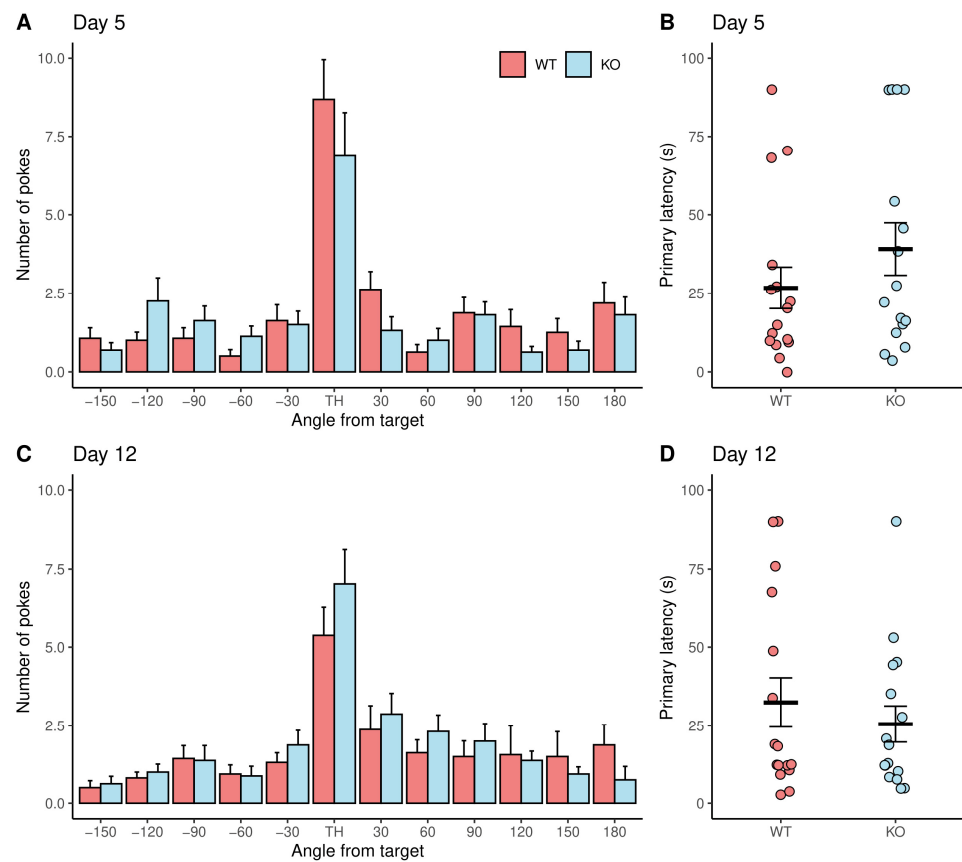 A Day 5
WT KO
Number of pokes
10.0
7.5
5.0
2.5
0.0
−150 −120 −90 −60 −30 TH 30 60 90 120 150 180
Angle from target
B Day 5
Primary latency (s)
100
75
50
25
0
WT KO
C Day 12
Number of pokes
10.0
7.5
5.0
2.5
0.0
−150 −120 −90 −60 −30 TH 30 60 90 120 150 180
Angle from target
D Day 12
Primary latency (s)
100
75
50
25
0
WT KO